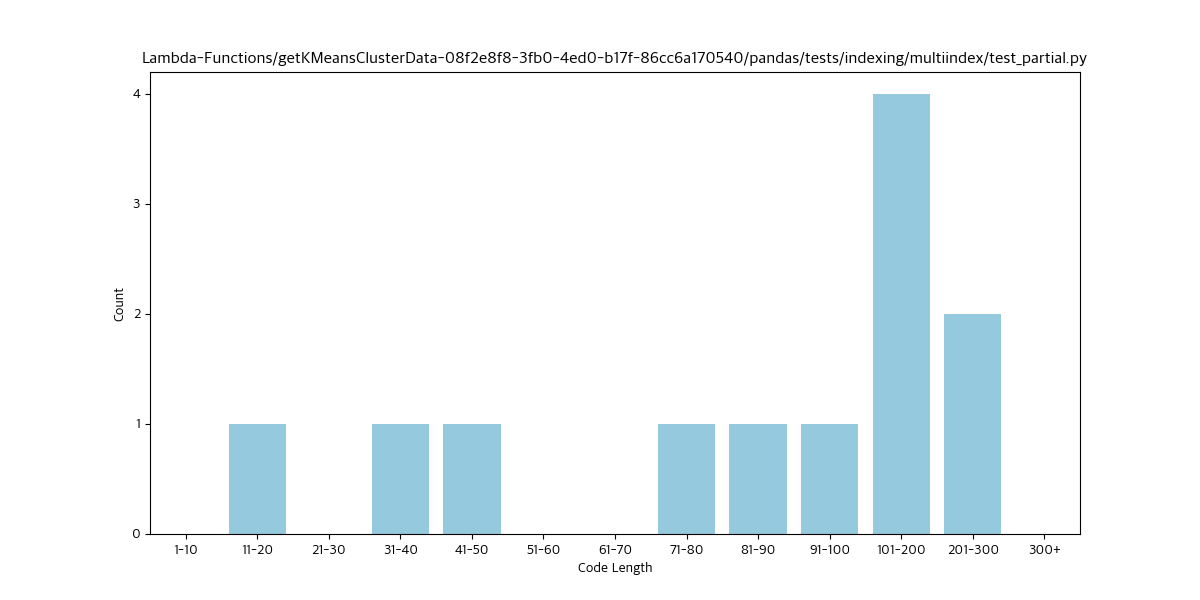 Lambda-Functions/getKMeansClusterData-08f2e8f8-3fb0-4ed0-b17f-86cc6a170540/pandas/tests/indexing/multiindex/test_partial.py
4
3
2
1
0
Count
1-10 11-20 21-30 31-40 41-50 51-60 61-70 71-80 81-90 91-100 101-200 201-300 300+
Code Length